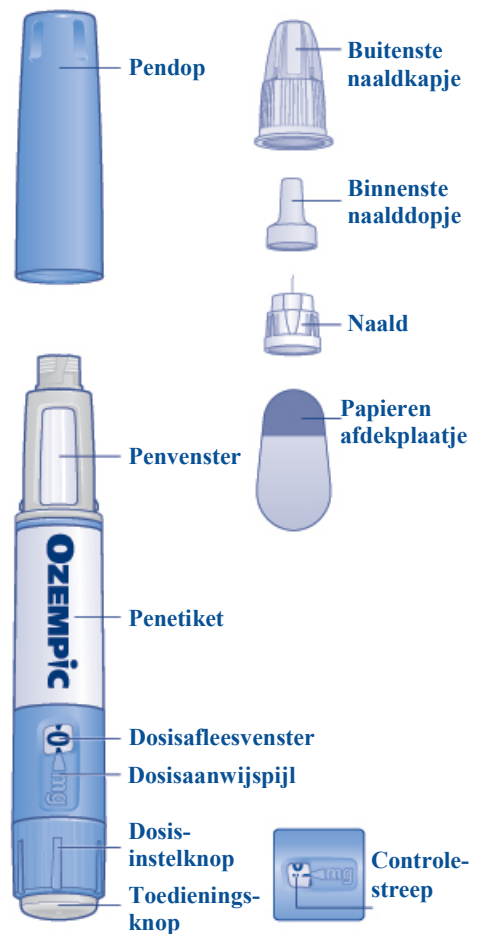 Pendop
Buitenste
naaldkapje
Binnenste
naalddopje
Naald
Papieren
afdekplaatje
Penvenster
OZEMPIC
Penetiket
0
mg
Dosisafleesvenster
Dosisaanwijspijl
Dosis-
instelknop
Toedienings-
knop
mg
Controle-
streep